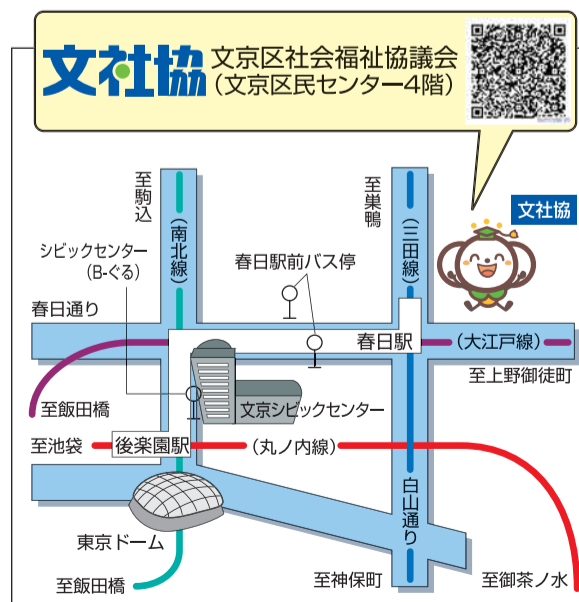 文社協
文京区社会福祉協議会
（文京区民センター4階）
至駒込
（南北線）
至巣鴨
（三田線）
文社協
シビックセンター
（B-ぐる）
春日駅前バス停
春日通り
春日駅
（大江戸線）
至上野御徒町
至飯田橋
文京シビックセンター
至池袋
後楽園駅
（丸ノ内線）
白山通り
東京ドーム
至飯田橋
至神保町
至御茶ノ水